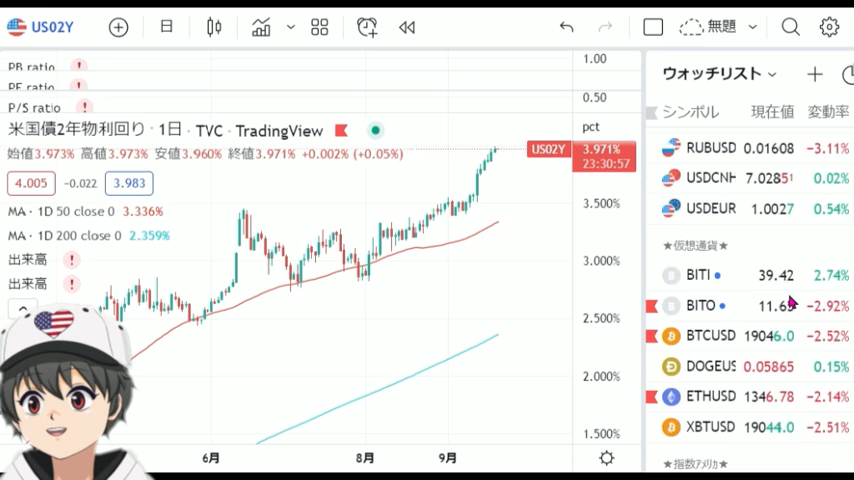 US02Y
日
無題
PB ratio
PE ratio
P/S ratio
米国債2年物利回り · 1日 · TVC · TradingView
始値3.973% 高値3.973% 安値3.960% 終値3.971% +0.002% (+0.05%)
4.005 -0.022 3.983
MA · 1D 50 close 0 3.336%
MA · 1D 200 close 0 2.359%
出来高
出来高
1.00
0.50
pct
US02Y 3.971%
23:30:57
3.500%
3.000%
2.500%
2.000%
1.500%
6月 8月 9月
ウォッチリスト
シンボル 現在値 変動率
RUBUSD 0.01608 -3.11%
USDCNH 7.02851 0.02%
USDEUR 1.0027 0.54%
★仮想通貨★
BITI 39.42 2.74%
BITO -2.92%
BTCUSD 19046.0 -2.52%
DOGEUS 0.05865 0.15%
ETHUSD 1346.78 -2.14%
XBTUSD 19044.0 -2.51%
★指数アメリカ★